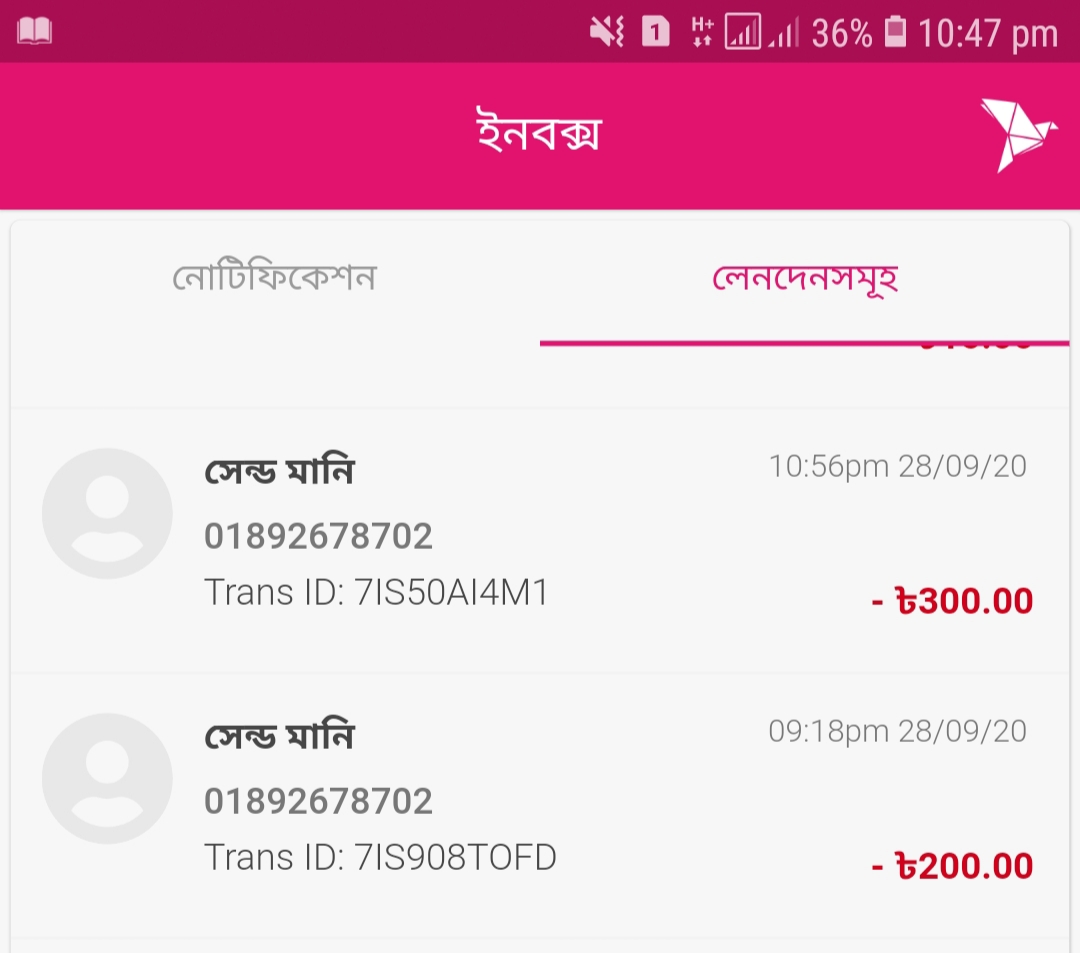 1 H+ 36% 10:47 pm
ইনবক্স
নোটিফিকেশন লেনদেনসমূহ
সেন্ড মানি 10:56pm 28/09/20
01892678702
Trans ID: 7IS50AI4M1 - ৳300.00
সেন্ড মানি 09:18pm 28/09/20
01892678702
Trans ID: 7IS908TOFD - ৳200.00